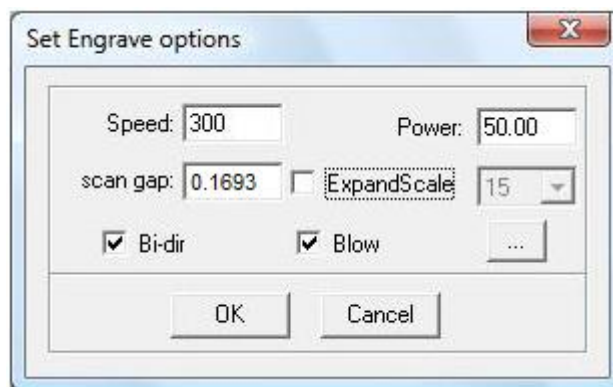 Set Engrave options
Speed: 300 Power: 50.00
scan gap: 0.1693 ExpandScale 15
Bi-dir Blow ...
OK Cancel